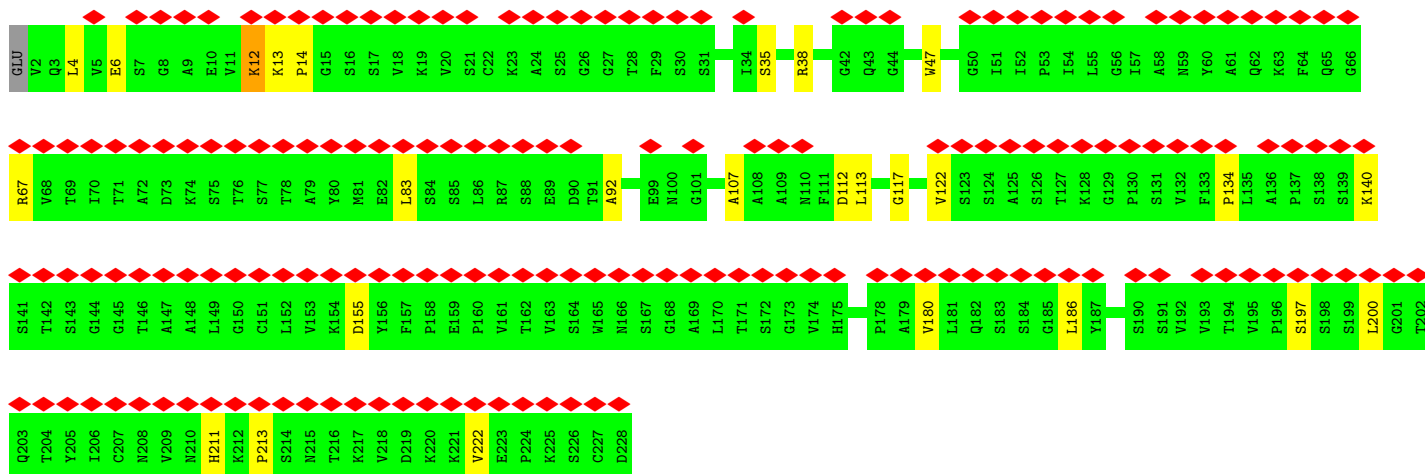 GLU V2 Q3 L4 V5 E6 S7 G8 A9 E10 V11 K12 K13 P14 G15 S16 S17 V18 K19 V20 S21 C22 K23 A24 S25 G26 G27 T28 F29 S30 S31 I34 S35 R38 G42 Q43 G44 W47 G50 I51 I52 P53 I54 L55 G56 I57 A58 N59 Y60 A61 Q62 K63 F64 Q65 G66
R67 V68 T69 I70 T71 A72 D73 K74 S75 T76 S77 T78 A79 Y80 M81 E82 L83 S84 S85 L86 R87 S88 E89 D90 T91 A92 E99 N100 G101 A107 A108 A109 N110 F111 D112 L113 G117 V122 S123 S124 A125 S126 T127 K128 G129 P130 S131 V132 F133 P134 L135 A136 P137 S138 S139 K140
S141 T142 S143 G144 G145 T146 A147 A148 L149 G150 C151 L152 V153 K154 D155 Y156 F157 P158 E159 P160 V161 T162 V163 S164 W165 N166 S167 G168 A169 L170 T171 S172 G173 V174 H175 P178 A179 V180 L181 Q182 S183 S184 G185 L186 Y187 S190 S191 V192 V193 T194 V195 P196 S197 S198 S199 L200 G201 T202
Q203 T204 Y205 I206 C207 N208 V209 N210 H211 K212 P213 S214 N215 T216 K217 V218 D219 K220 K221 V222 E223 P224 K225 S226 C227 D228